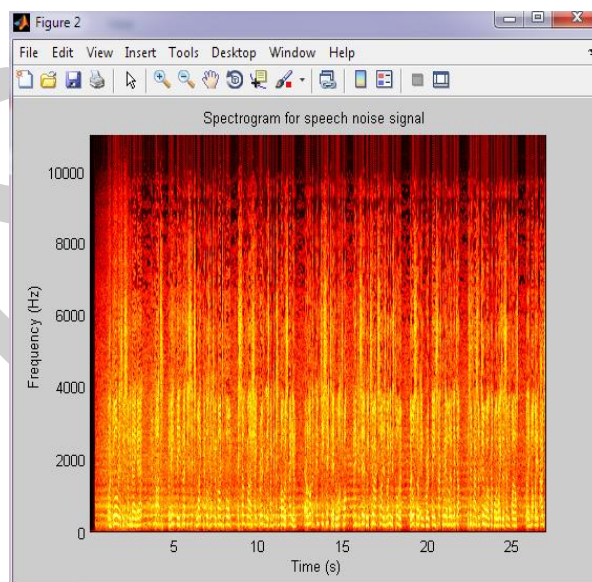 Figure 2
File Edit View Insert Tools Desktop Window Help
Spectrogram for speech noise signal
10000
8000
6000
4000
2000
0
Frequency (Hz)
5 10 15 20 25
Time (s)